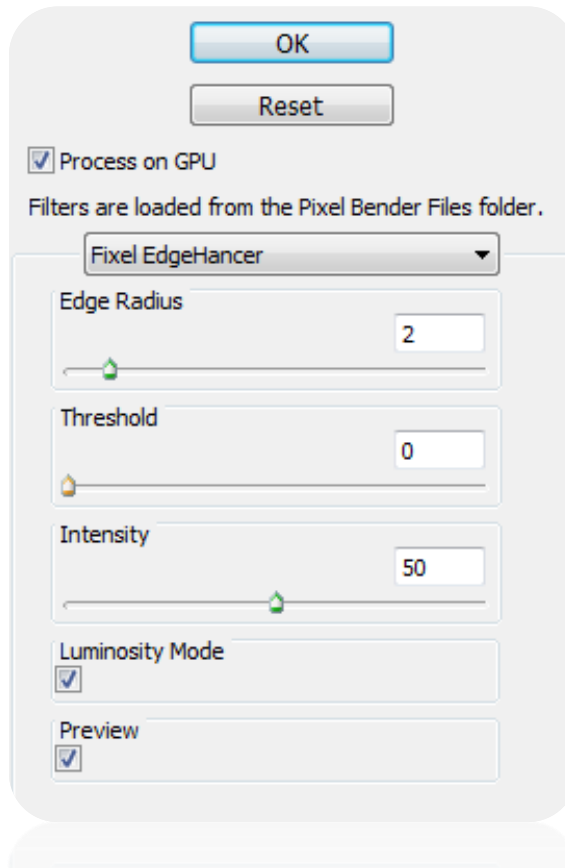 OK
Reset
Process on GPU
Filters are loaded from the Pixel Bender Files folder.
Fixel EdgeHancer
Edge Radius
2
Threshold
0
Intensity
50
Luminosity Mode
Preview